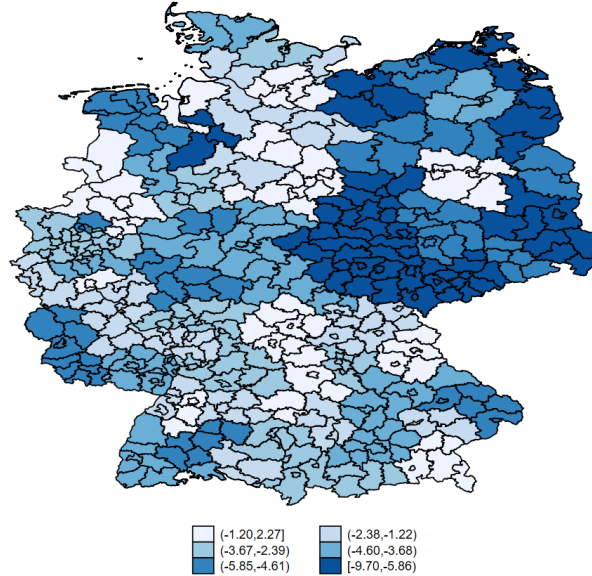 (-1.20,2.27] (-2.38,-1.22)
(-3.67,-2.39) (-4.60,-3.68)
(-5.85,-4.61) [-9.70,-5.86)